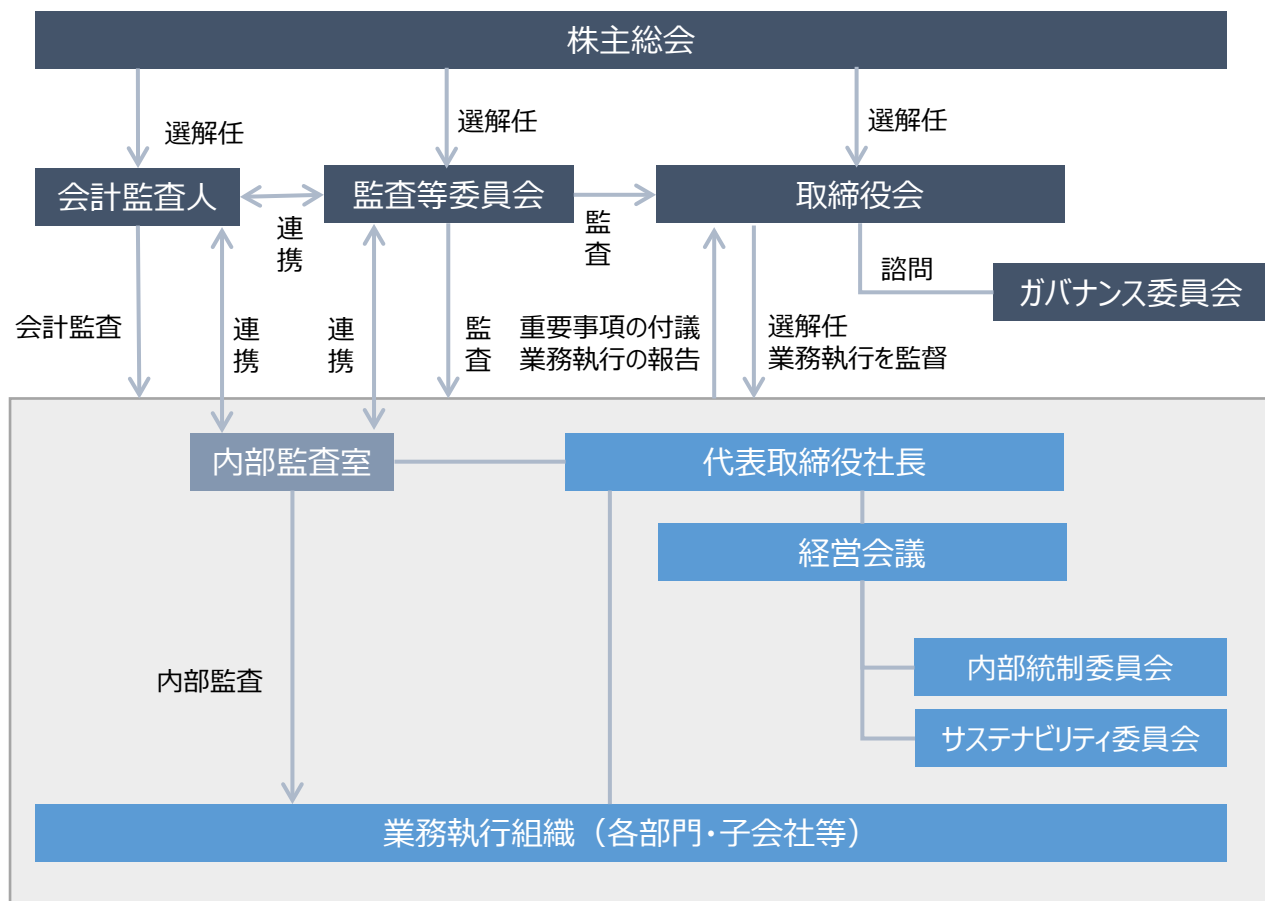 株主総会
選解任
選解任
選解任
会計監査人
監査等委員会
取締役会
連携
監査
諮問
ガバナンス委員会
会計監査
連携
連携
監査
重要事項の付議
業務執行の報告
選解任
業務執行を監督
内部監査室
代表取締役社長
経営会議
内部監査
内部統制委員会
サステナビリティ委員会
業務執行組織（各部門・子会社等）